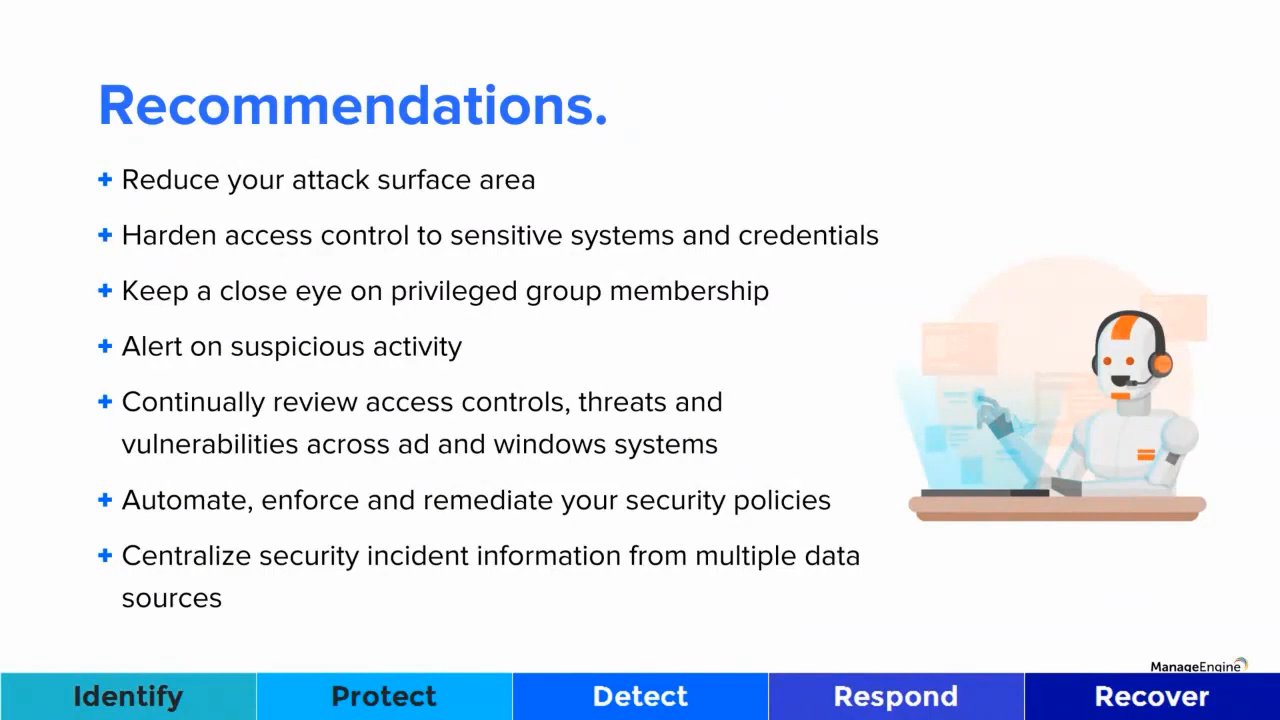 Recommendations.
+ Reduce your attack surface area
+ Harden access control to sensitive systems and credentials
+ Keep a close eye on privileged group membership
+ Alert on suspicious activity
+ Continually review access controls, threats and
vulnerabilities across ad and windows systems
+ Automate, enforce and remediate your security policies
+ Centralize security incident information from multiple data
sources
ManageEngine
Identify Protect Detect Respond Recover